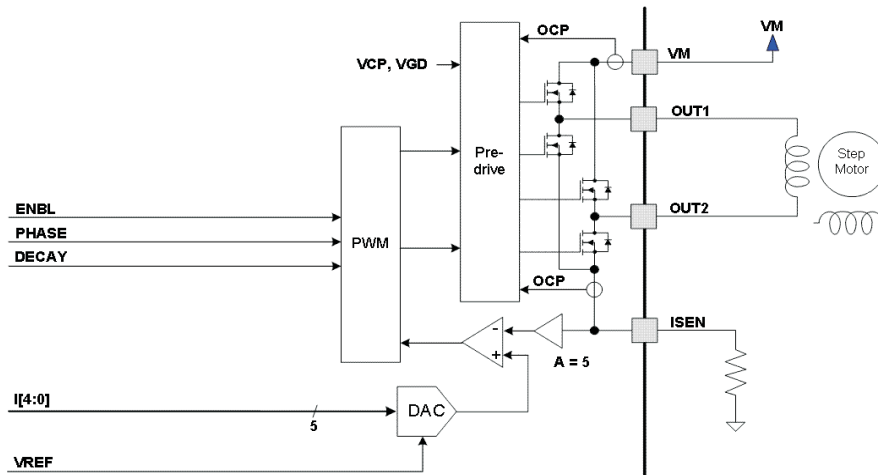 OCP
VM
VCP, VGD
VM
OUT1
Pre-
drive
Step
Motor
ENBL
PHASE
DECAY
PWM
OUT2
OCP
ISEN
-
+
A = 5
I[4:0]
5
DAC
VREF